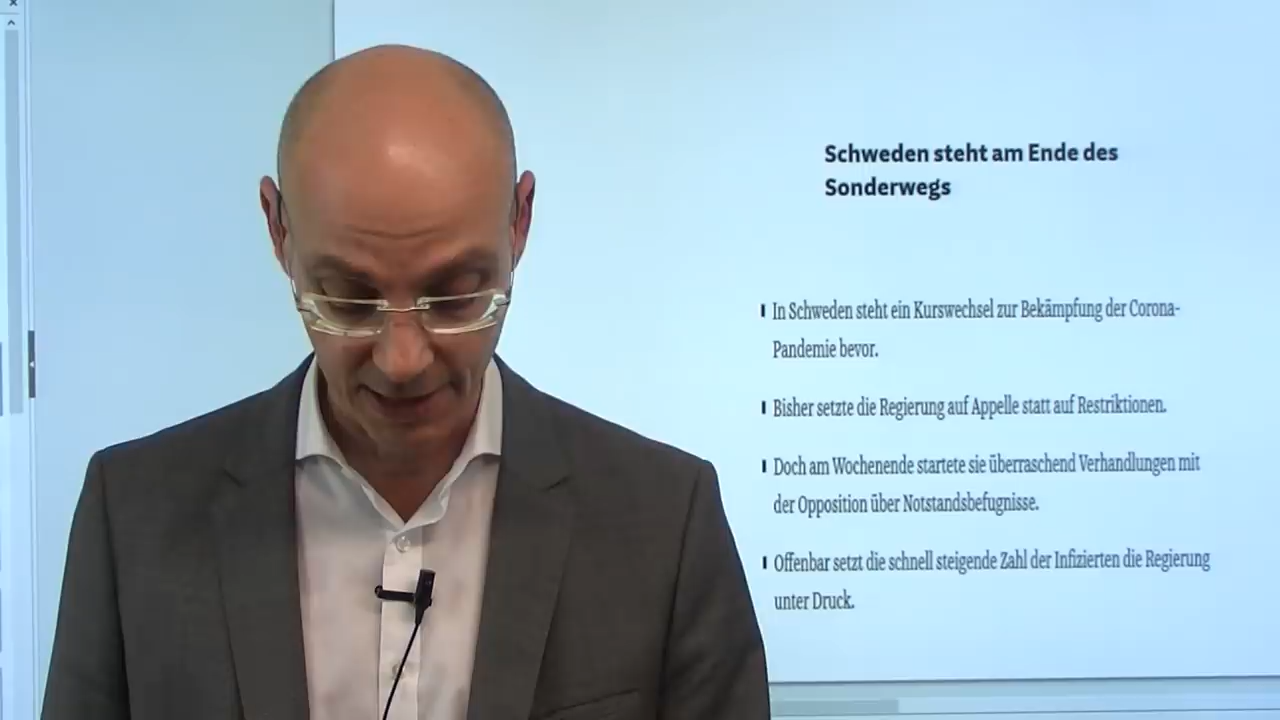 Schweden steht am Ende des
Sonderwegs
In Schweden steht ein Kurswechsel zur Bekämpfung der Corona-
Pandemie bevor.
Bisher setzte die Regierung auf Appelle statt auf Restriktionen.
Doch am Wochenende startete sie überraschend Verhandlungen mit
der Opposition über Notstandsbefugnisse.
Offenbar setzt die schnell steigende Zahl der Infizierten die Regierung
unter Druck.